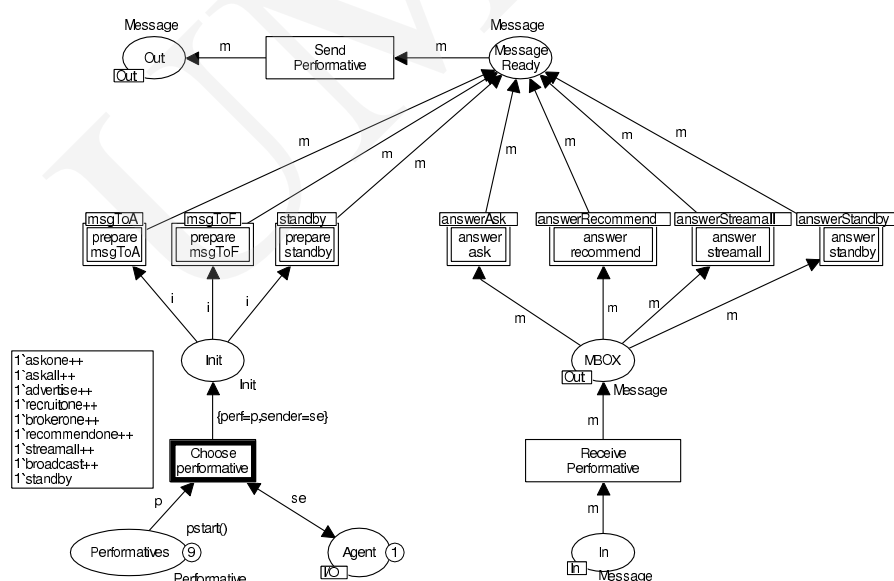 Message
Message
Out
Out
m
Send
Performative
m
Message
Ready
m
m
m
m
m
m
m
msgToA
prepare
msgToA
msgToF
prepare
msgToF
standby
prepare
standby
answerAsk
answer
ask
answerRecommend
answer
recommend
answerStreamall
answer
streamall
answerStandby
answer
standby
i
i
i
m
m
m
m
Init
Init
MBOX
Out
Message
1`askone++
1`askall++
1`advertise++
1`recruitone++
1`brokerone++
1`recommendone++
1`streamall++
1`broadcast++
1`standby
{perf=p,sender=se}
m
Choose
performative
Receive
Performative
p
se
m
pstart()
Performatives
9
Performative
Agent
1
I/O
In
In
Message